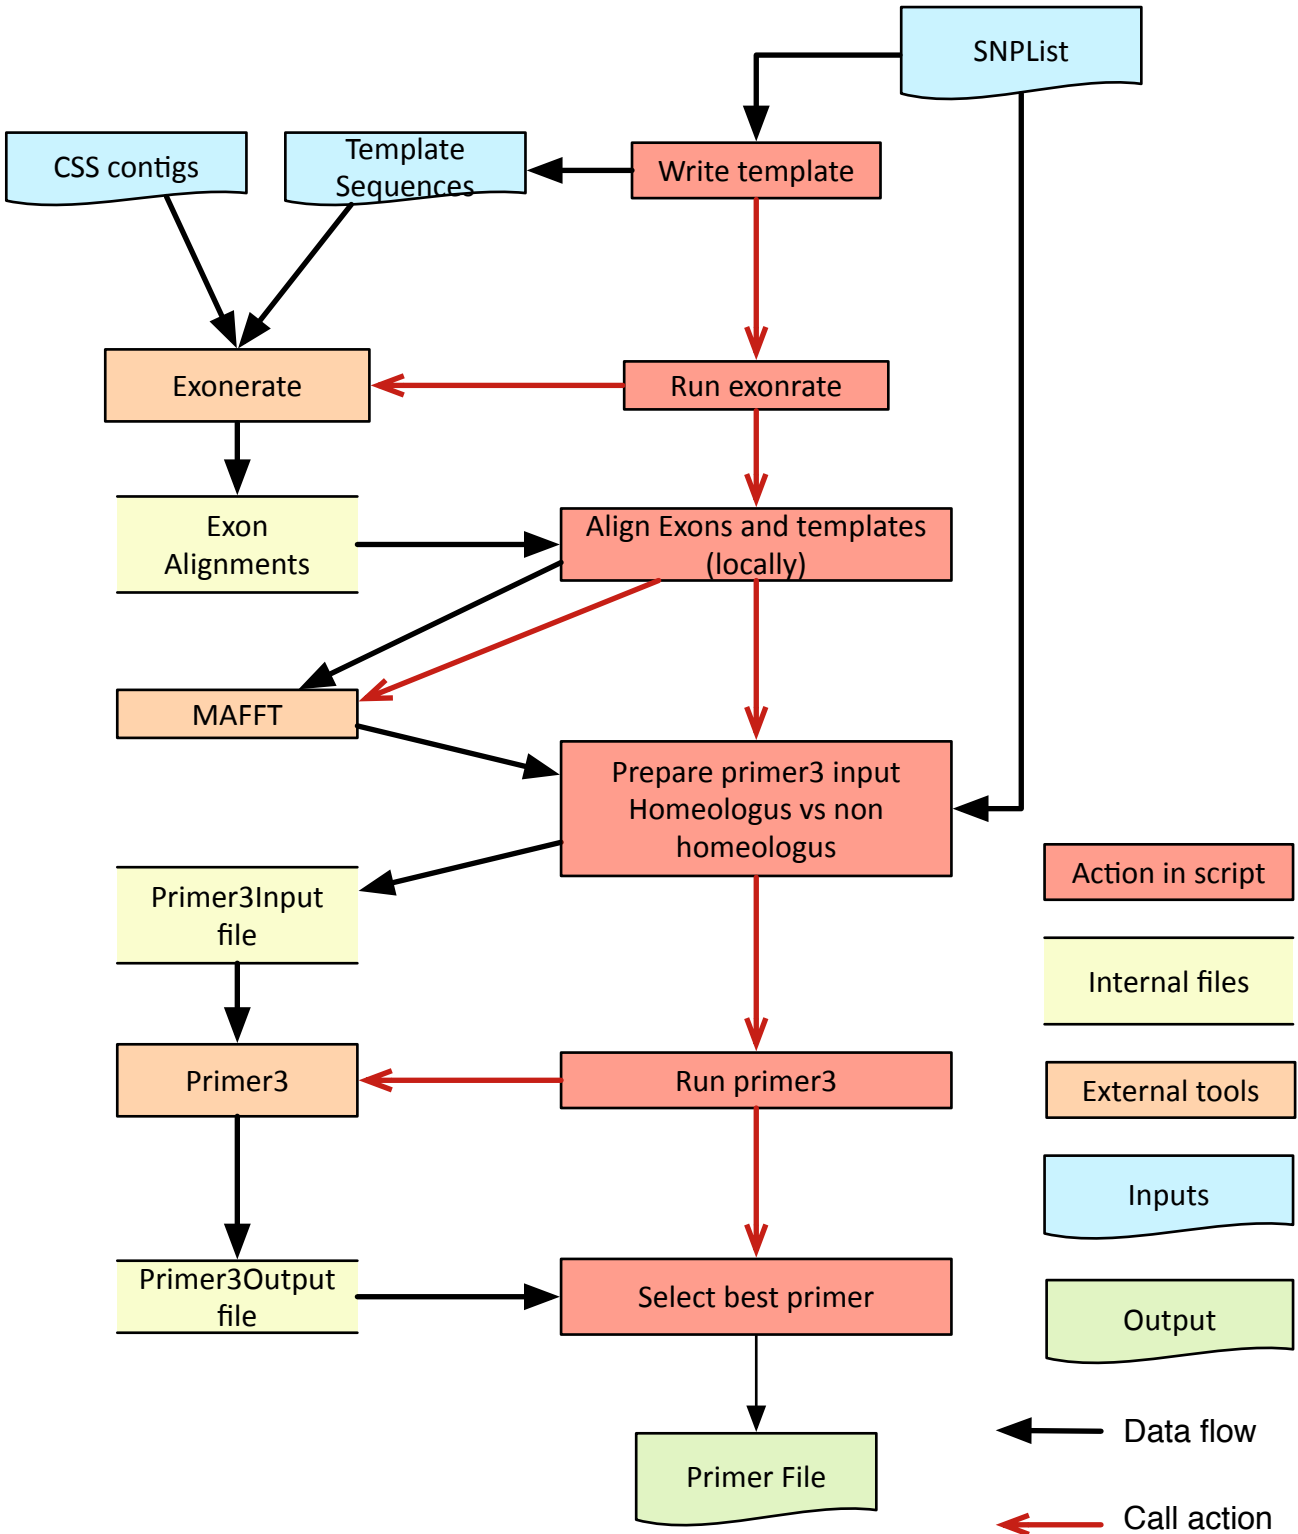 SNPList
CSS contigs
Template
Sequences
Write template
Exonerate
Run exonrate
Exon
Alignments
Align Exons and templates
(locally)
MAFFT
Prepare primer3 input
Homeologus vs non
homeologus
Primer3Input
file
Primer3
Run primer3
Primer3Output
file
Select best primer
Primer File
Action in script
Internal files
External tools
Inputs
Output
Data flow
Call action